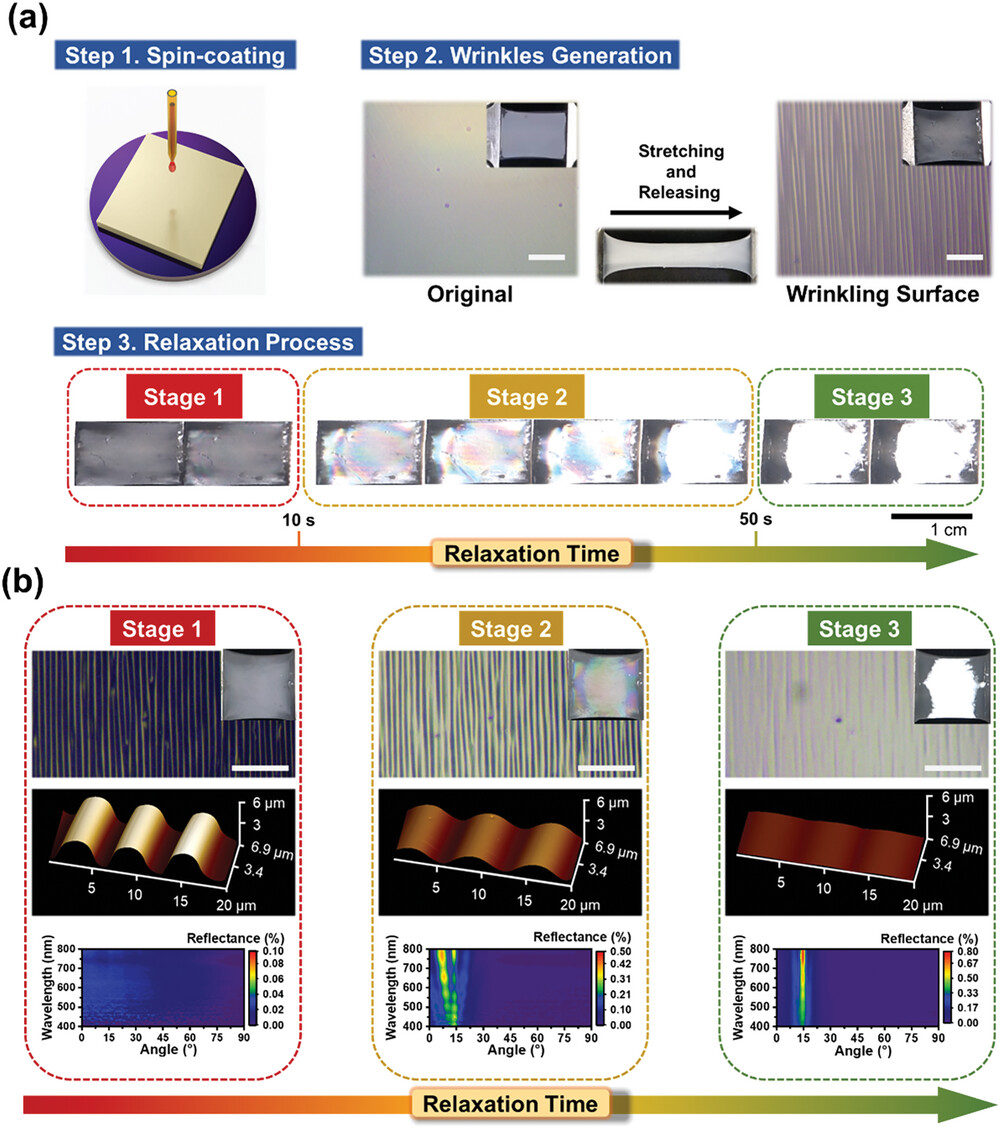 (a)
Step 1. Spin-coating
Step 2. Wrinkles Generation
Stretching
and
Releasing
Original
Wrinkling Surface
Step 3. Relaxation Process
Stage 1
Stage 2
Stage 3
10 s
50 s
1 cm
Relaxation Time
(b)
Stage 1
Stage 2
Stage 3
6 μm
3
6.9 μm
3.4
5
10
15
20 μm
6 μm
3
6.9 μm
3.4
5
10
15
20 μm
6 μm
3
6.9 μm
3.4
5
10
15
20 μm
Reflectance (%)
Wavelength (nm)
800
700
600
500
400
0.10
0.08
0.06
0.04
0.02
0.00
0 15 30 45 60 75 90
Angle (°)
Reflectance (%)
Wavelength (nm)
800
700
600
500
400
0.50
0.42
0.31
0.21
0.11
0.00
0 15 30 45 60 75 90
Angle (°)
Reflectance (%)
Wavelength (nm)
800
700
600
500
400
0.80
0.67
0.50
0.33
0.17
0.00
0 15 30 45 60 75 90
Angle (°)
Relaxation Time